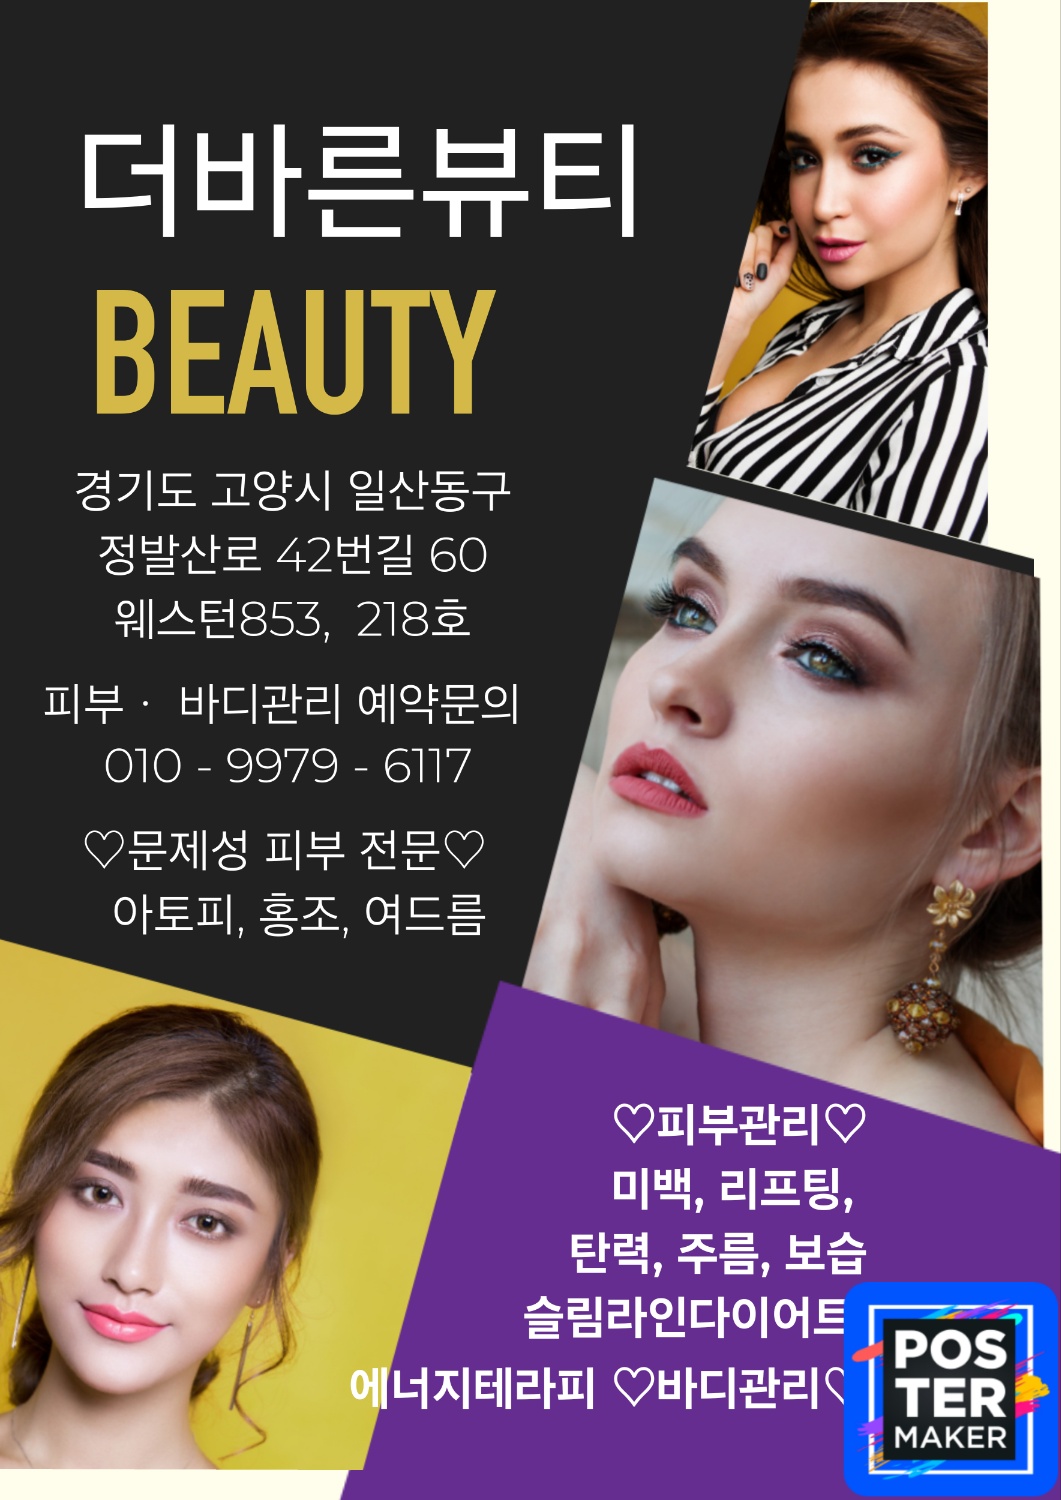 더바른뷰티
BEAUTY
경기도 고양시 일산동구
정발산로 42번길 60
웨스턴853, 218호
피부 · 바디관리 예약문의
010 - 9979 - 6117
♡문제성 피부 전문♡
아토피, 홍조, 여드름
♡피부관리♡
미백, 리프팅,
탄력, 주름, 보습
슬림라인다이어트
에너지테라피 ♡바디관리♡
POS
TER
MAKER